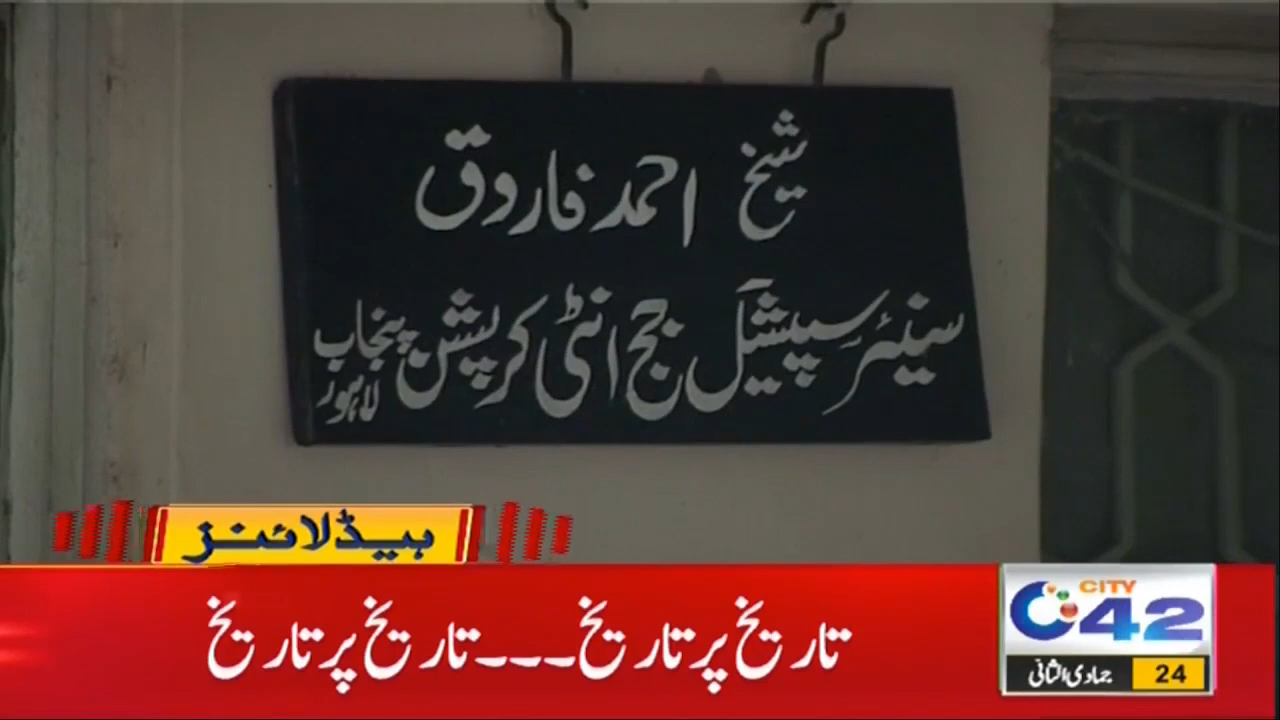 شیخ احمد فاروق
سینئر سپیشل جج انٹی کرپشن پنجاب
لاہور
ہیڈلائنز
تاریخ پر تاریخ۔۔۔تاریخ پر تاریخ
CITY
42
جمادی الثانی 24